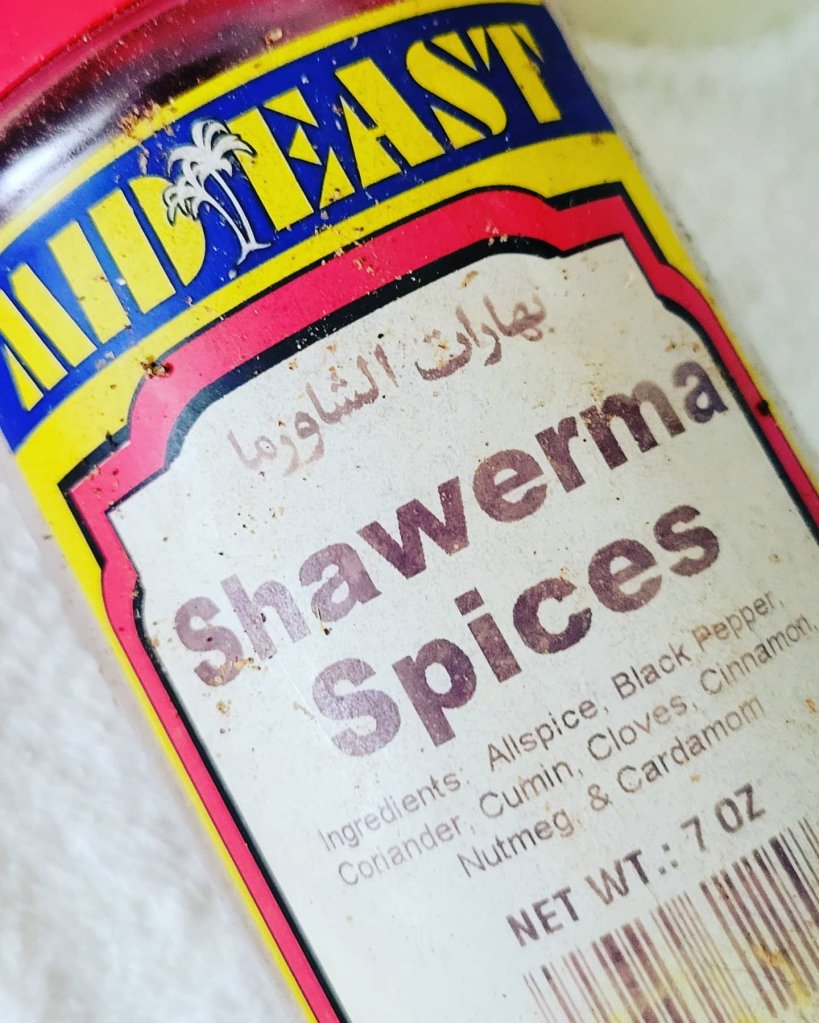 MIDEAST
بهارات الشاورما
Shawerma
Spices
Ingredients: Allspice, Black Pepper,
Coriander, Cumin, Cloves, Cinnamon,
Nutmeg, & Cardamom
NET WT.: 7 OZ